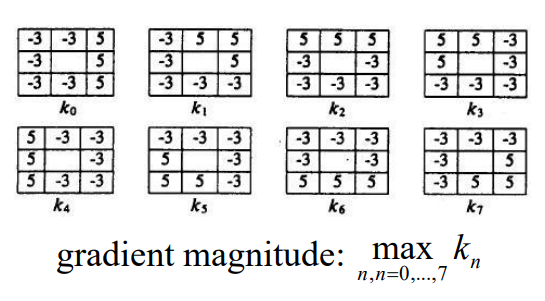 -3 -3 5 -3 5 5 5 5 5 5 5 -3
-3 5 -3 5 -3 -3 5 -3
-3 -3 5 -3 -3 -3 -3 -3 -3 -3 -3 -3
k0 k1 k2 k3
5 -3 -3 -3 -3 -3 -3 -3 -3 -3 -3 -3
5 -3 5 -3 -3 -3 -3 5
5 -3 -3 5 5 -3 5 5 5 -3 5 5
k4 k5 k6 k7
gradient magnitude: max kn
n,n=0,...,7